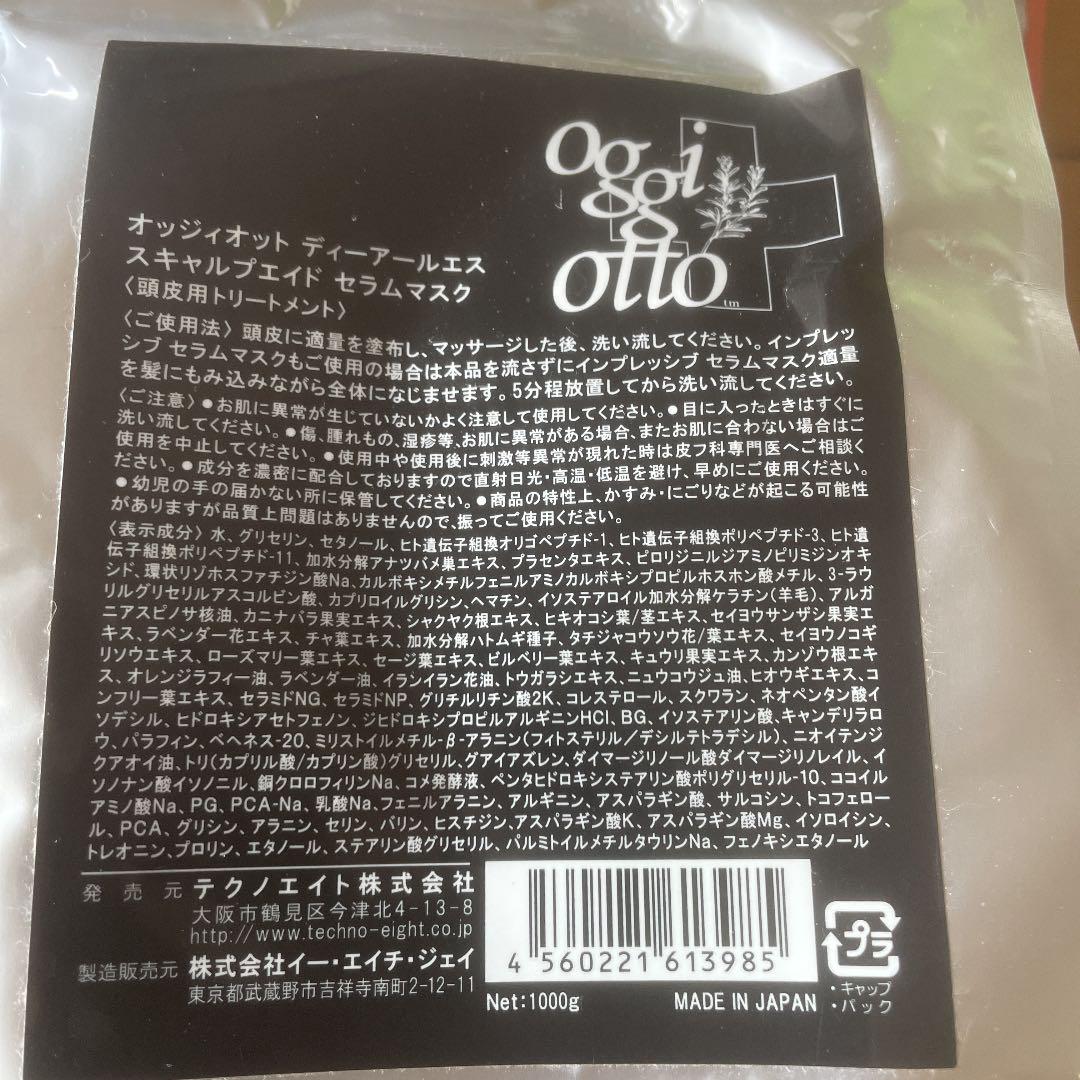 oggi
otto
tm
オッジィオット ディーアールエス
スキャルプエイド セラムマスク
〈頭皮用トリートメント〉
〈ご使用法〉頭皮に適量を塗布し、マッサージした後、洗い流してください。インプレッ
シブ セラムマスクもご使用の場合は本品を流さずにインプレッシブ セラムマスク適量
を髪にもみ込みながら全体になじませます。5分程放置してから洗い流してください。
〈ご注意〉●お肌に異常が生じていないかよく注意して使用してください。●目に入ったときはすぐに
洗い流してください。●傷、腫れもの、湿疹等、お肌に異常がある場合、またお肌に合わない場合はご
使用を中止してください。●使用中や使用後に刺激等異常が現れた時は皮フ科専門医へご相談く
ださい。●成分を濃密に配合しておりますので直射日光・高温・低温を避け、早めにご使用ください。
●幼児の手の届かない所に保管してください。●商品の特性上、かすみ・にごりなどが起こる可能性
がありますが品質上問題はありませんので、振ってご使用ください。
〈表示成分〉水、グリセリン、セタノール、ヒト遺伝子組換オリゴペプチド-1、ヒト遺伝子組換ポリペプチド-3、ヒト遺
伝子組換ポリペプチド-11、加水分解アナツバメ巣エキス、プラセンタエキス、ピロリジニルジアミノピリミジンオキ
シド、環状リゾホスファチジン酸Na、カルボキシメチルフェニルアミノカルボキシプロピルホスホン酸メチル、3-ラウ
リルグリセリルアスコルビン酸、カプリロイルグリシン、ヘマチン、イソステアロイル加水分解ケラチン(羊毛)、アルガ
ニアスピノサ核油、カニナバラ果実エキス、シャクヤク根エキス、ヒキオコシ葉/茎エキス、セイヨウサンザシ果実エ
キス、ラベンダー花エキス、チャ葉エキス、加水分解ハトムギ種子、タチジャコウソウ花/葉エキス、セイヨウノコギ
リソウエキス、ローズマリー葉エキス、セージ葉エキス、ビルベリー葉エキス、キュウリ果実エキス、カンゾウ根エキ
ス、オレンジラフィー油、ラベンダー油、イランイラン花油、トウガラシエキス、ニュウコウジュ油、ヒオウギエキス、コ
ンフリー葉エキス、セラミドNG、セラミドNP、グリチルリチン酸2K、コレステロール、スクワラン、ネオペンタン酸イ
ソデシル、ヒドロキシアセトフェノン、ジヒドロキシプロピルアルギニンHCl、BG、イソステアリン酸、キャンデリラロ
ウ、パラフィン、ベヘネス-20、ミリストイルメチル-β-アラニン(フィトステリル/デシルテトラデシル)、ニオイテンジ
クアオイ油、トリ(カプリル酸/カプリン酸)グリセリル、グアイアズレン、ダイマージリノール酸ダイマージリノレイル、イ
ソノナン酸イソノニル、銅クロロフィリンNa、コメ発酵液、ペンタヒドロキシステアリン酸ポリグリセリル-10、ココイル
アミノ酸Na、PG、PCA-Na、乳酸Na、フェニルアラニン、アルギニン、アスパラギン酸、サルコシン、トコフェロー
ル、PCA、グリシン、アラニン、セリン、バリン、ヒスチジン、アスパラギン酸K、アスパラギン酸Mg、イソロイシン、
トレオニン、プロリン、エタノール、ステアリン酸グリセリル、パルミトイルメチルタウリンNa、フェノキシエタノール
発売元 テクノエイト株式会社
大阪市鶴見区今津北4-13-8
http://www.techno-eight.co.jp
製造販売元 株式会社イー・エイチ・ジェイ
東京都武蔵野市吉祥寺南町2-12-11
4 560221 613985
Net:1000g MADE IN JAPAN
プラ
・キャップ
・パック